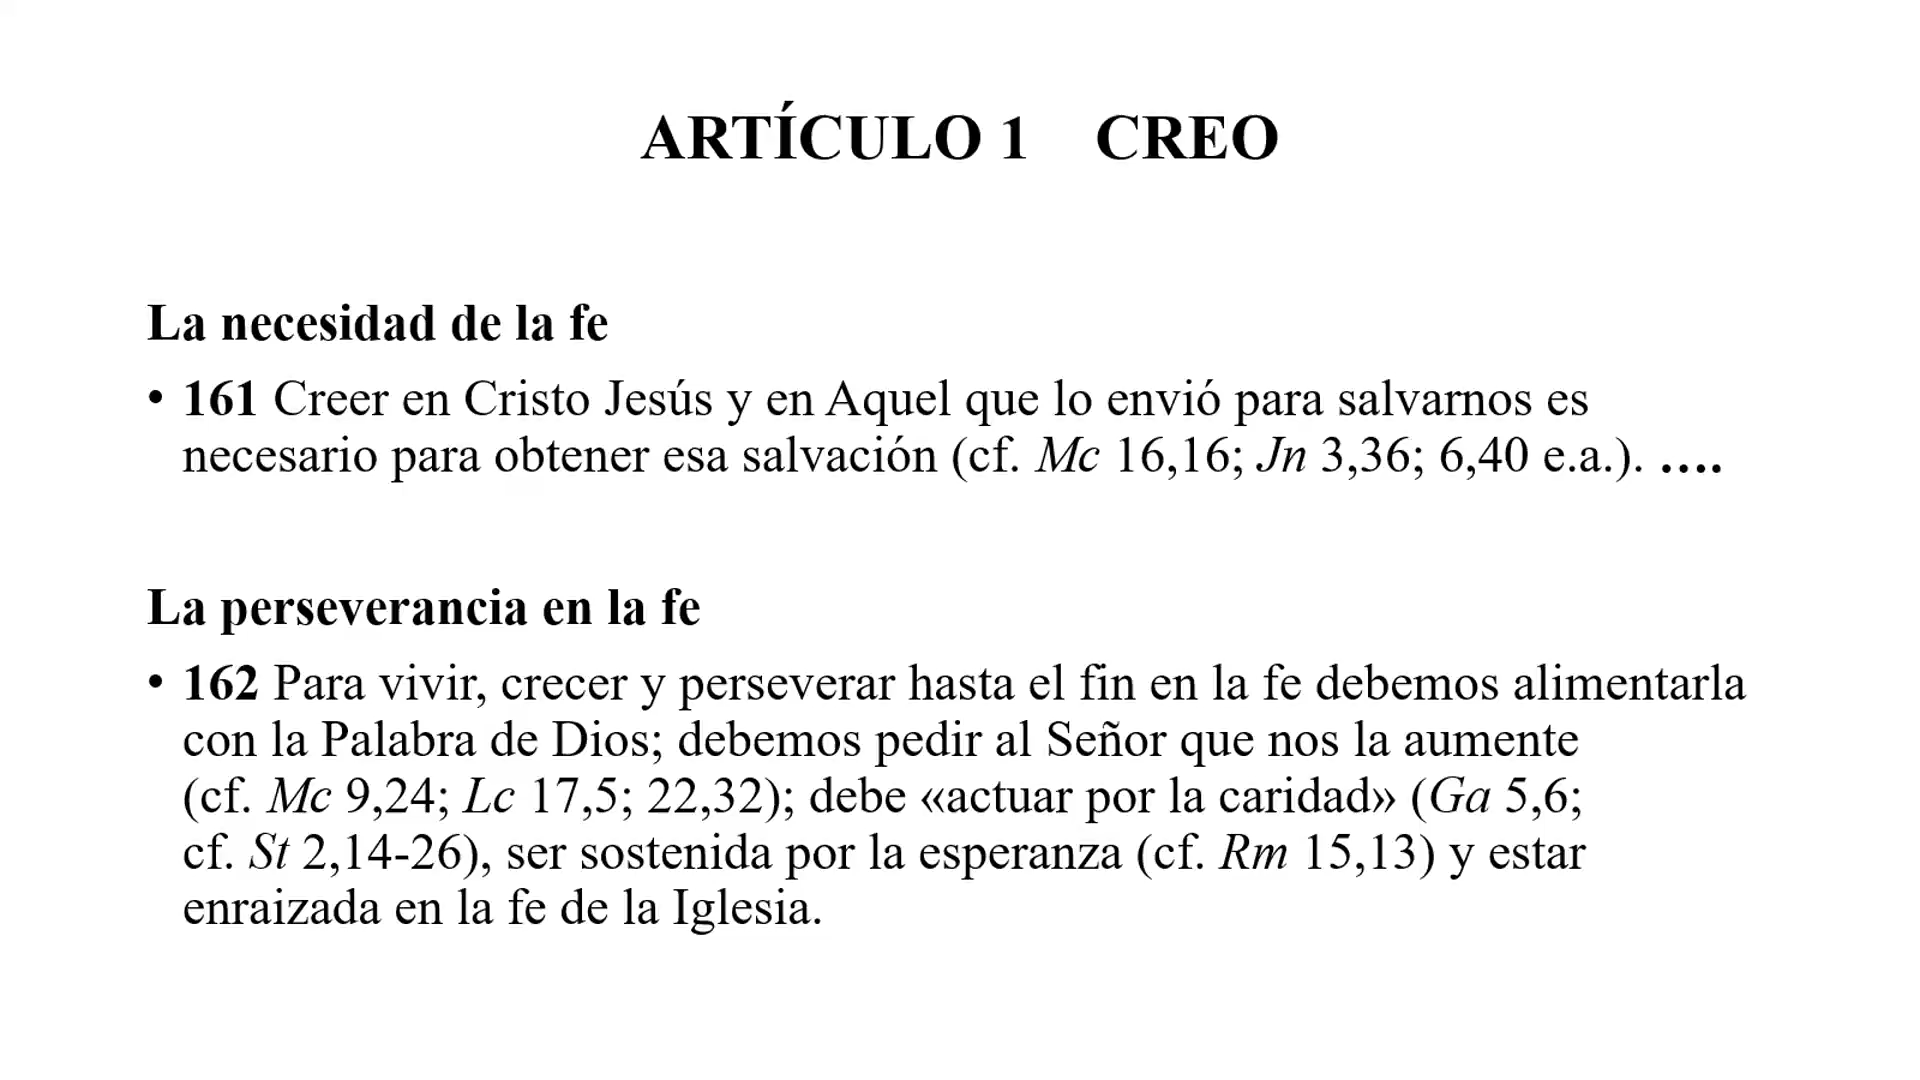 ARTÍCULO 1 CREO
La necesidad de la fe
• 161 Creer en Cristo Jesús y en Aquel que lo envió para salvarnos es
necesario para obtener esa salvación (cf. Mc 16,16; Jn 3,36; 6,40 e.a.). ….
La perseverancia en la fe
• 162 Para vivir, crecer y perseverar hasta el fin en la fe debemos alimentarla
con la Palabra de Dios; debemos pedir al Señor que nos la aumente
(cf. Mc 9,24; Lc 17,5; 22,32); debe «actuar por la caridad» (Ga 5,6;
cf. St 2,14-26), ser sostenida por la esperanza (cf. Rm 15,13) y estar
enraizada en la fe de la Iglesia.